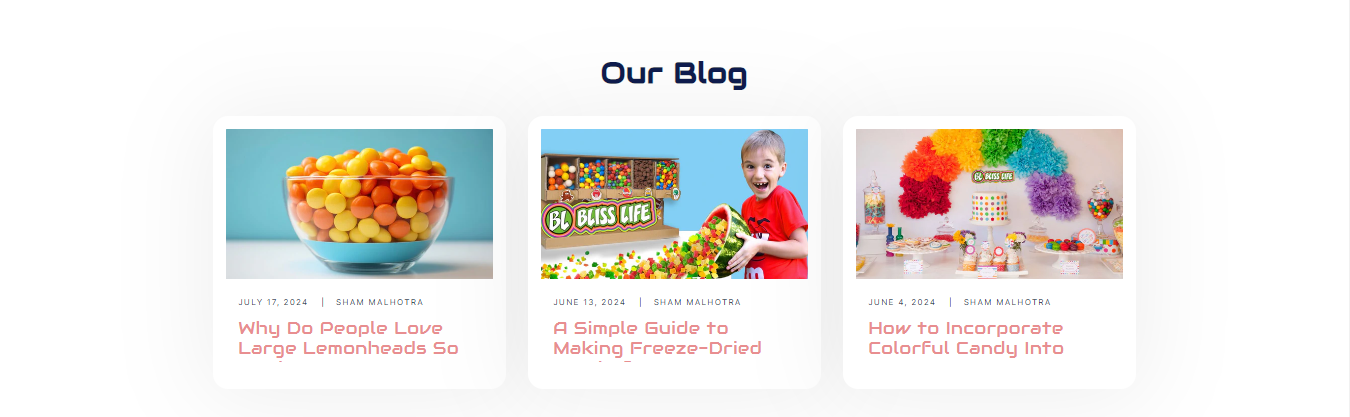 Our Blog
BL BLISS LIFE
BL BLISS LIFE
JULY 17, 2024 | SHAM MALHOTRA
Why Do People Love
Large Lemonheads So
JUNE 13, 2024 | SHAM MALHOTRA
A Simple Guide to
Making Freeze-Dried
JUNE 4, 2024 | SHAM MALHOTRA
How to Incorporate
Colorful Candy Into